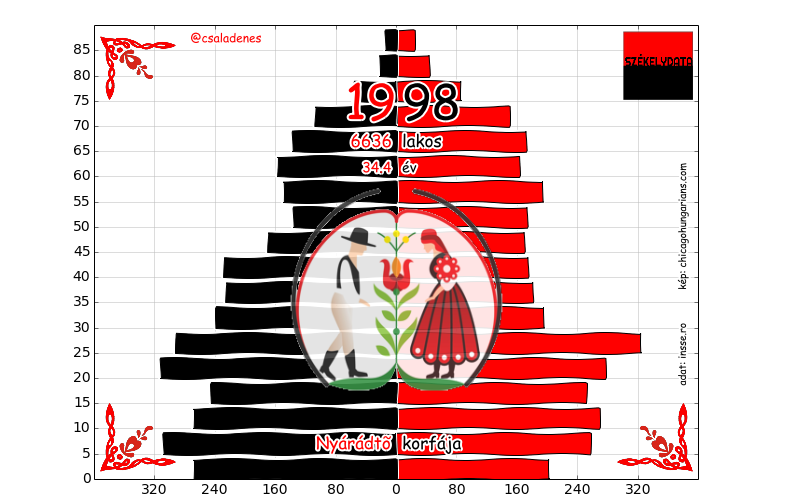 @csaladenes
SZÉKELYDATA
1998
6636 lakos
34.4 év
kép: chicagohungarians.com
adat: insse.ro
Nyárádtő korfája
85
80
75
70
65
60
55
50
45
40
35
30
25
20
15
10
5
0
320 240 160 80 0 80 160 240 320